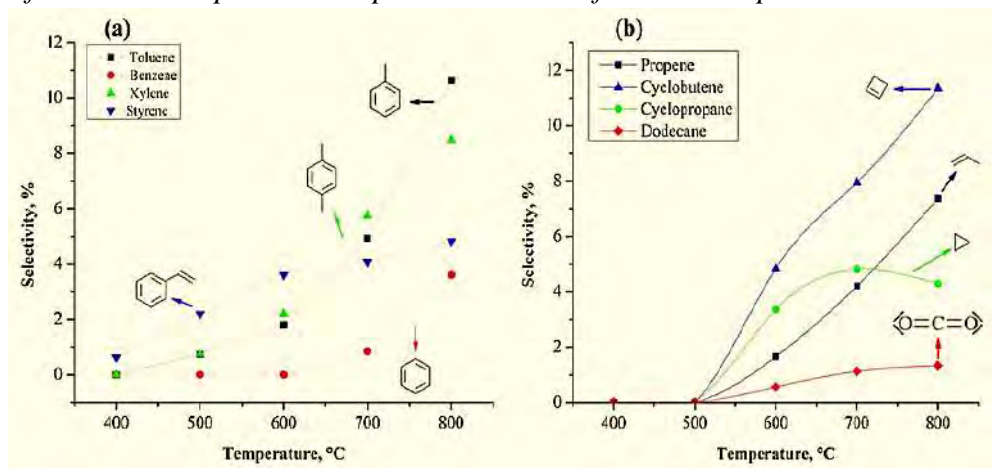 (a)
Toluene
Benzene
Xylene
Styrene
12
10
8
6
4
2
0
Selectivity, %
400 500 600 700 800
Temperature, °C
(b)
Propene
Cyclobutene
Cyelopropane
Dodecane
12
10
8
6
4
2
0
Selectivity, %
O=C=O
400 500 600 700 800
Temperature, °C